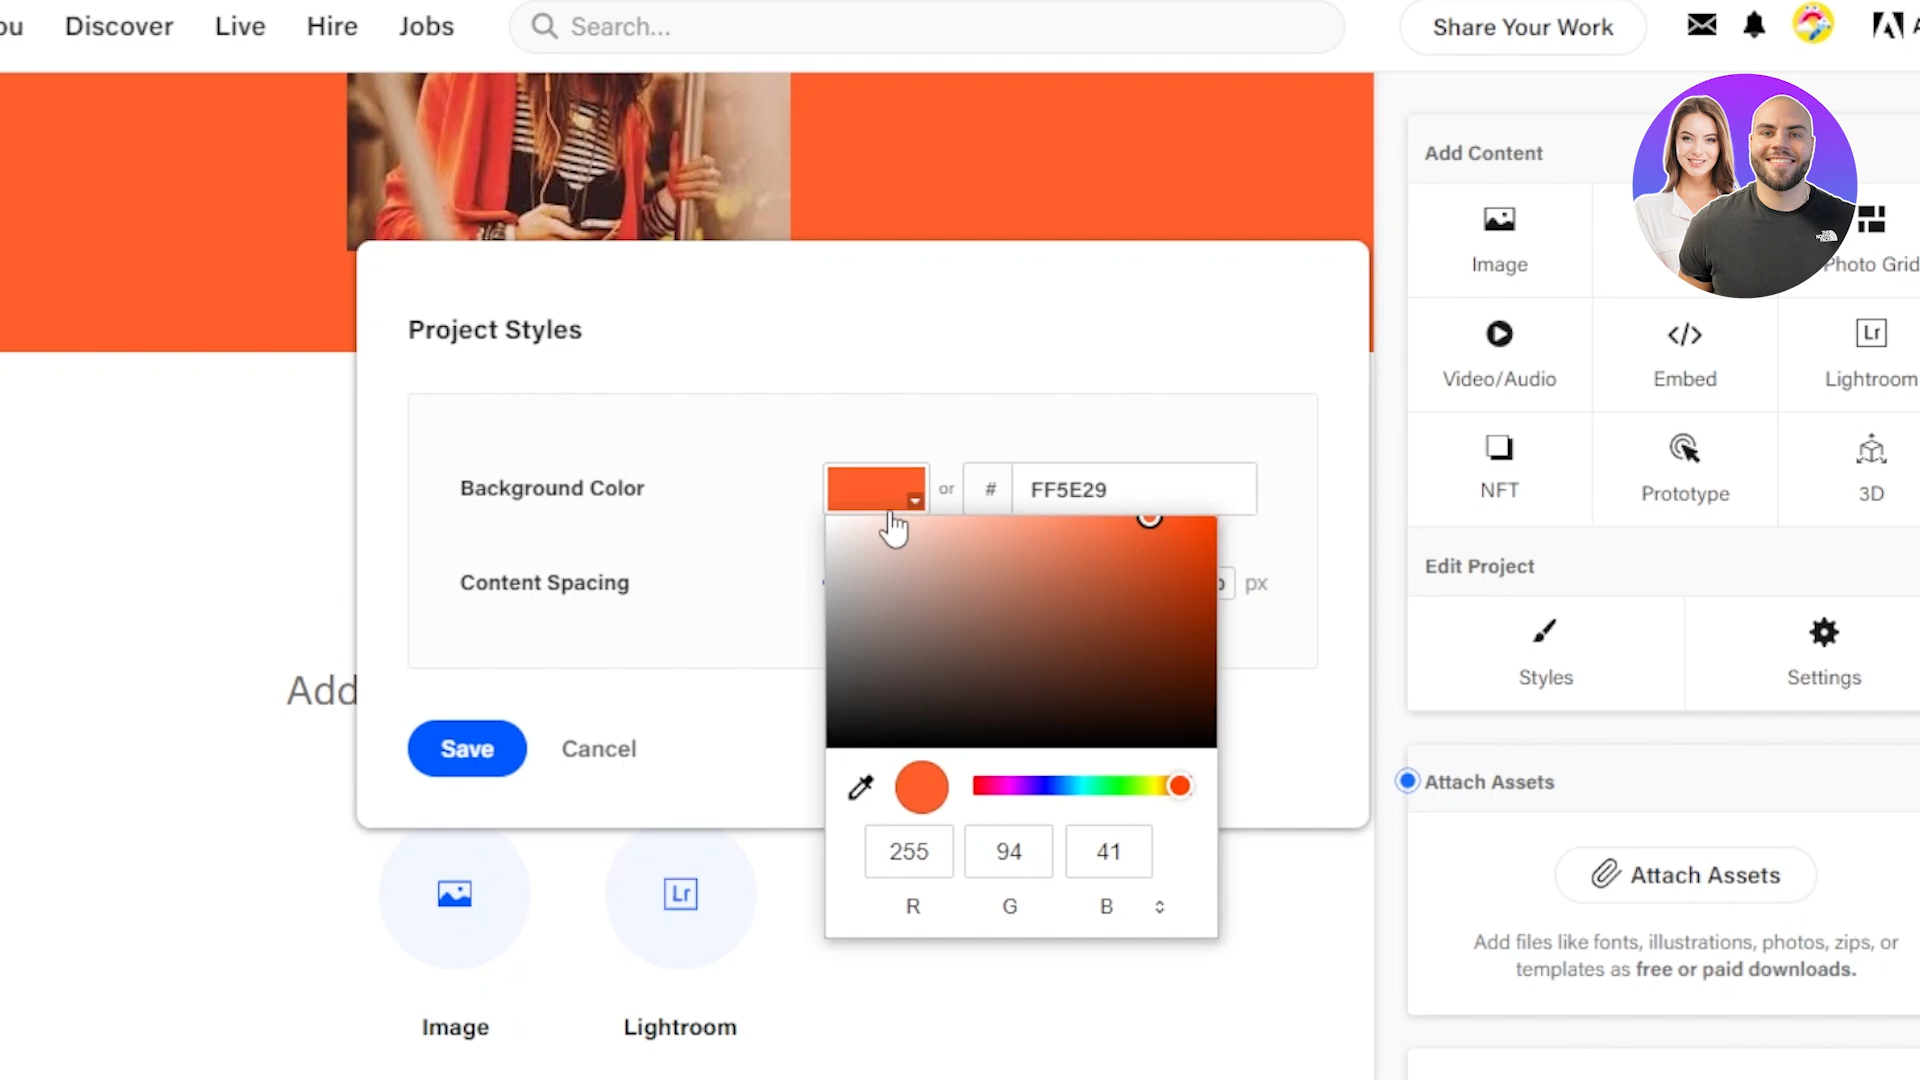 Discover Live Hire Jobs Search... Share Your Work
Add Content
Image
Photo Grid
Video/Audio Embed Lightroom
NFT Prototype 3D
Edit Project
Styles Settings
Attach Assets
Attach Assets
Add files like fonts, illustrations, photos, zips, or
templates as free or paid downloads.
Project Styles
Background Color or # FF5E29
Content Spacing px
Add
Save Cancel
255 94 41
R G B
Lr
Lr
Image Lightroom